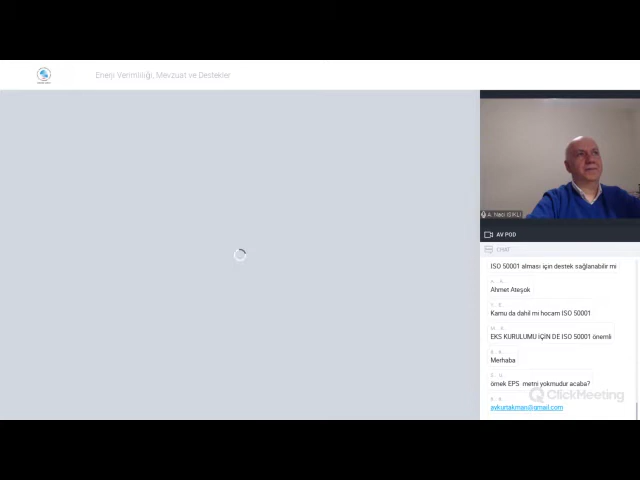 Enerji Verimliliği, Mevzuat ve Destekler
A. Naci IŞIKLI
AV POD
CHAT
ISO 50001 alması için destek sağlanabilir mi
A. S.
Ahmet Ateşok
Y. E.
Kamu da dahil mi hocam ISO 50001
M. X.
EKS KURULUMU İÇİN DE ISO 50001 önemli
Merhaba
örnek EPS metni yokmudur acaba?
ClickMeeting
aykurtakman@gmail.com